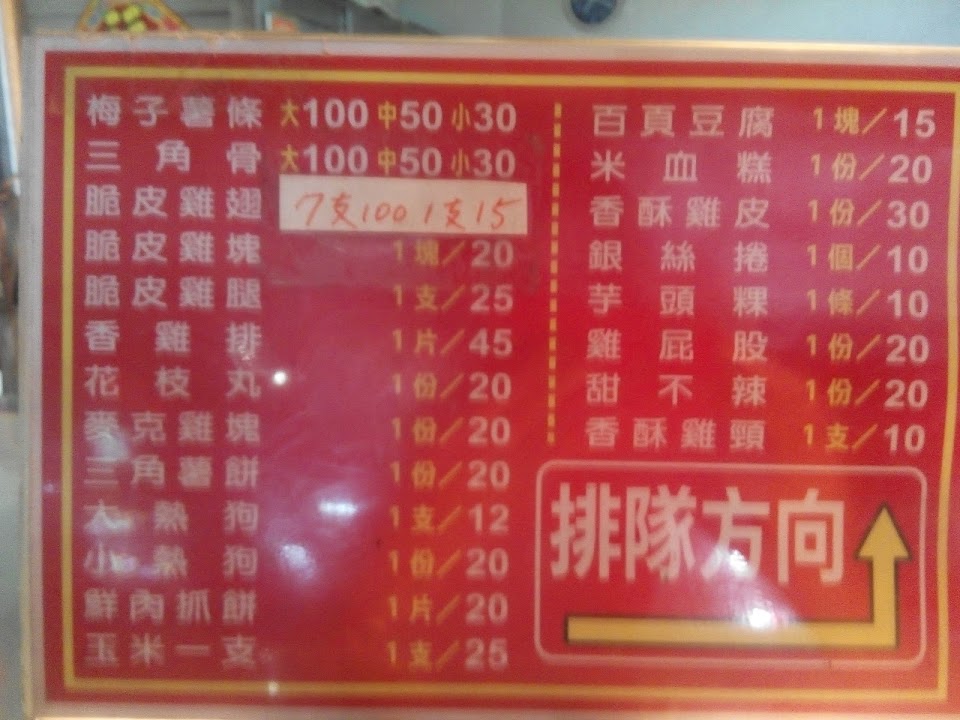 梅子薯條 大100 中50 小30
三角骨 大100 中50 小30
脆皮雞翅 7支100 1支15
脆皮雞塊 1塊/20
脆皮雞腿 1支/25
香雞排 1片/45
花枝丸 1份/20
麥克雞塊 1份/20
三角薯餅 1份/20
大熱狗 1支/12
小熱狗 1份/20
鮮肉抓餅 1片/20
玉米一支 1支/25
百頁豆腐 1塊/15
米血糕 1份/20
香酥雞皮 1份/30
銀絲捲 1個/10
芋頭粿 1條/10
雞屁股 1份/20
甜不辣 1份/20
香酥雞頸 1支/10
排隊方向